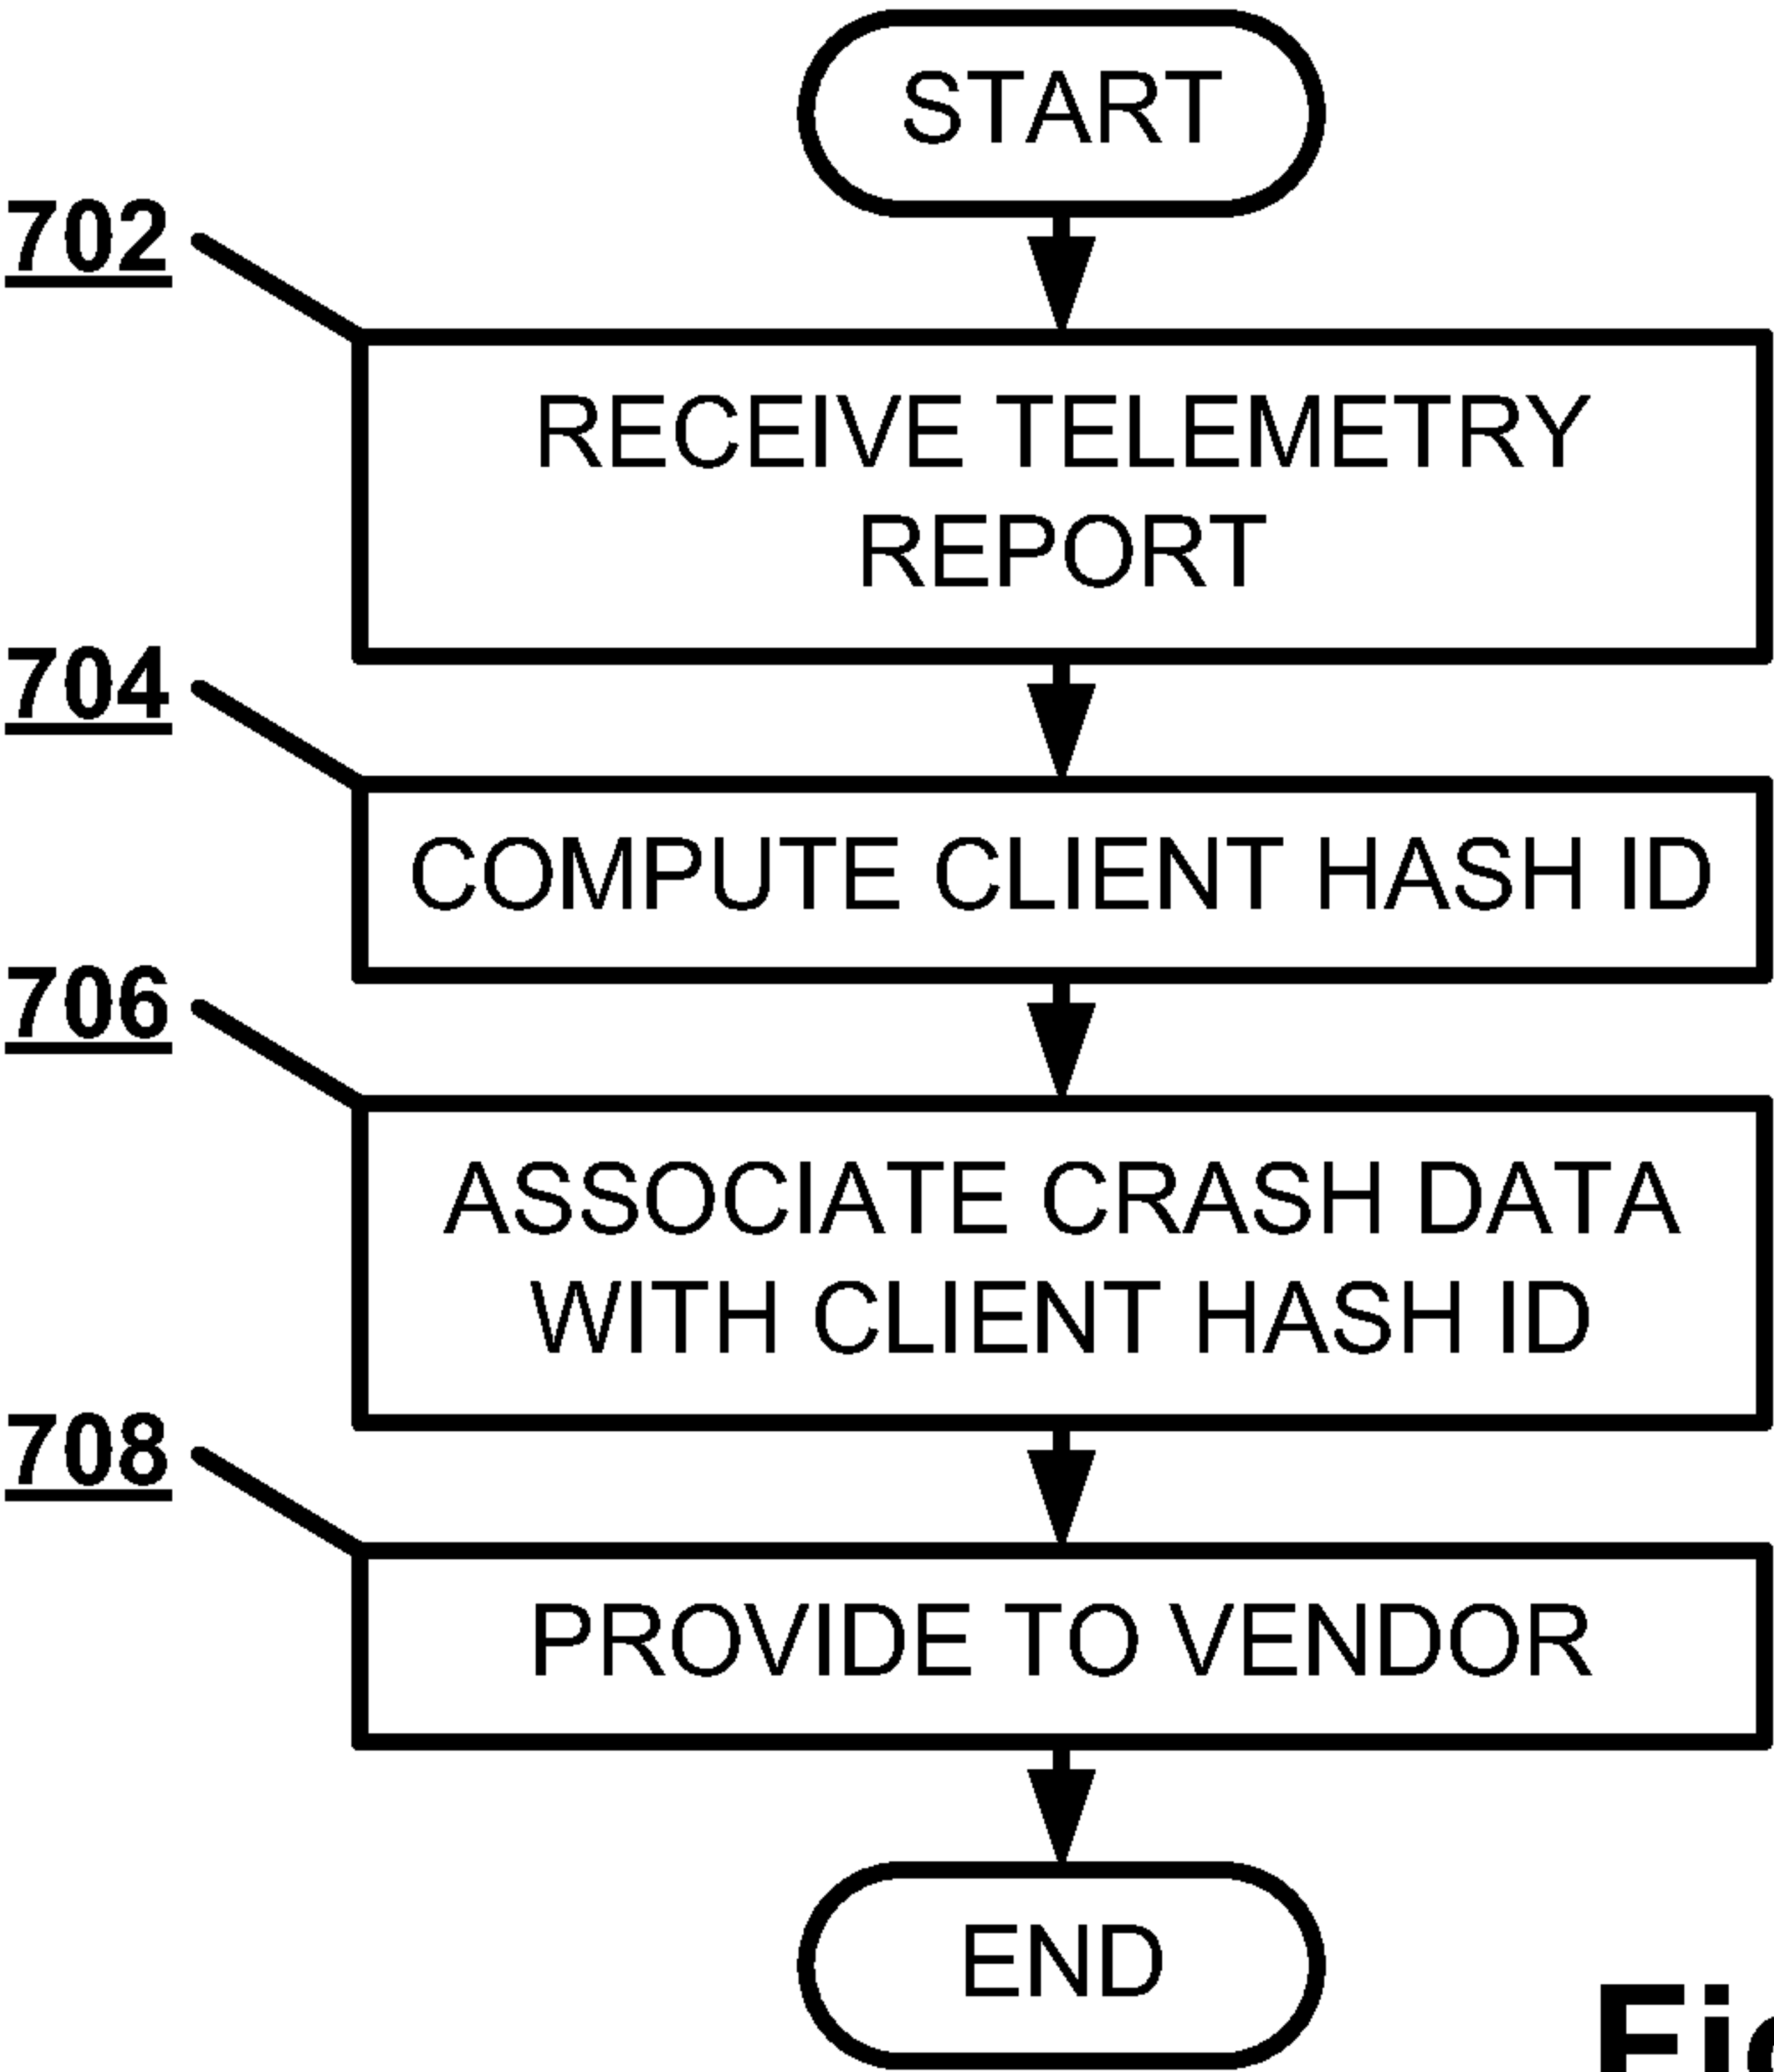 START
702
RECEIVE TELEMETRY
REPORT
704
COMPUTE CLIENT HASH ID
706
ASSOCIATE CRASH DATA
WITH CLIENT HASH ID
708
PROVIDE TO VENDOR
END